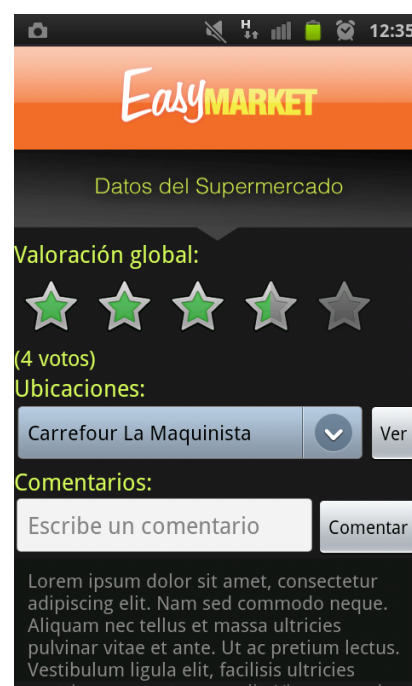 H
12:35
EasyMARKET
Datos del Supermercado
Valoración global:
(4 votos)
Ubicaciones:
Carrefour La Maquinista
Ver
Comentarios:
Escribe un comentario
Comentar
Lorem ipsum dolor sit amet, consectetur
adipiscing elit. Nam sed commodo neque.
Aliquam nec tellus et massa ultricies
pulvinar vitae et ante. Ut ac pretium lectus.
Vestibulum ligula elit, facilisis ultricies